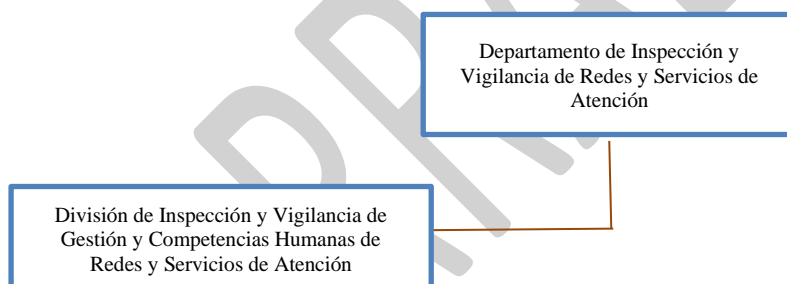 Departamento de Inspección y
Vigilancia de Redes y Servicios de
Atención
División de Inspección y Vigilancia de
Gestión y Competencias Humanas de
Redes y Servicios de Atención